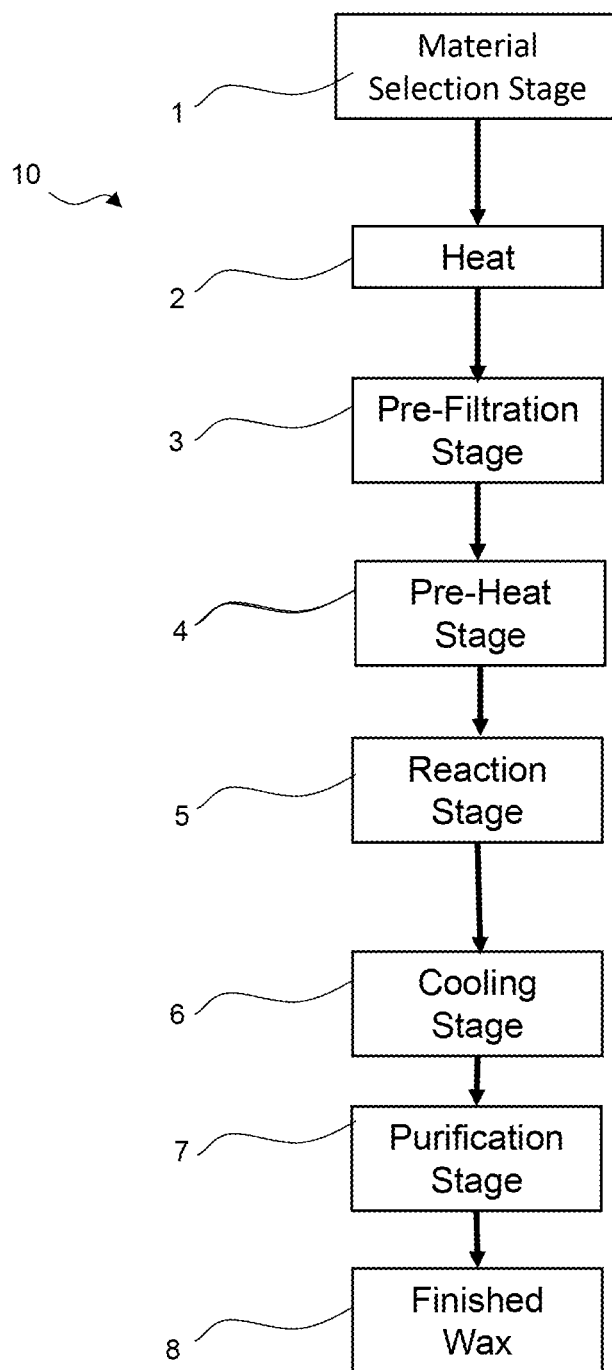 Material
Selection Stage
1
10
Heat
2
Pre-Filtration
Stage
3
Pre-Heat
Stage
4
Reaction
Stage
5
Cooling
Stage
6
Purification
Stage
7
Finished
Wax
8